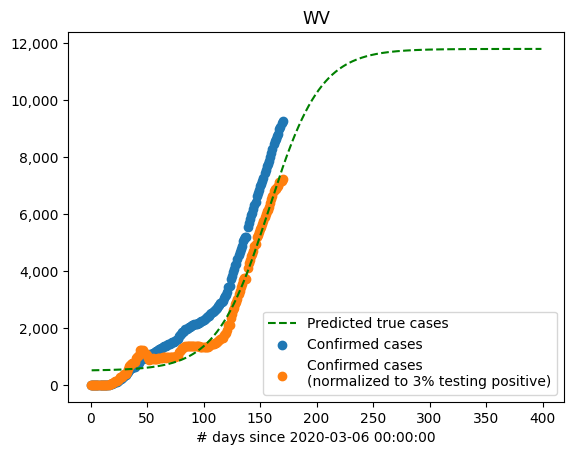 WV
12,000
10,000
8,000
6,000
4,000
2,000
0
Predicted true cases
Confirmed cases
Confirmed cases
(normalized to 3% testing positive)
0 50 100 150 200 250 300 350 400
# days since 2020-03-06 00:00:00